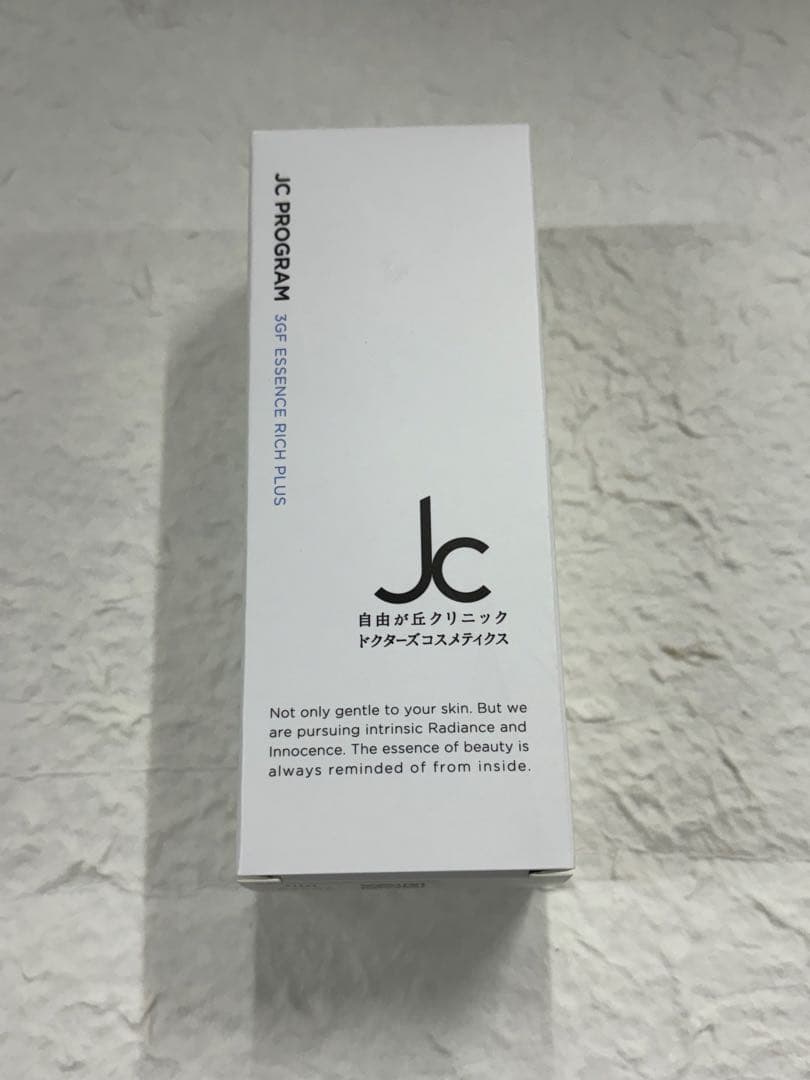 JC PROGRAM 3GF ESSENCE RICH PLUS
Jc
自由が丘クリニック
ドクターズコスメティクス
Not only gentle to your skin. But we
are pursuing intrinsic Radiance and
Innocence. The essence of beauty is
always reminded of from inside.